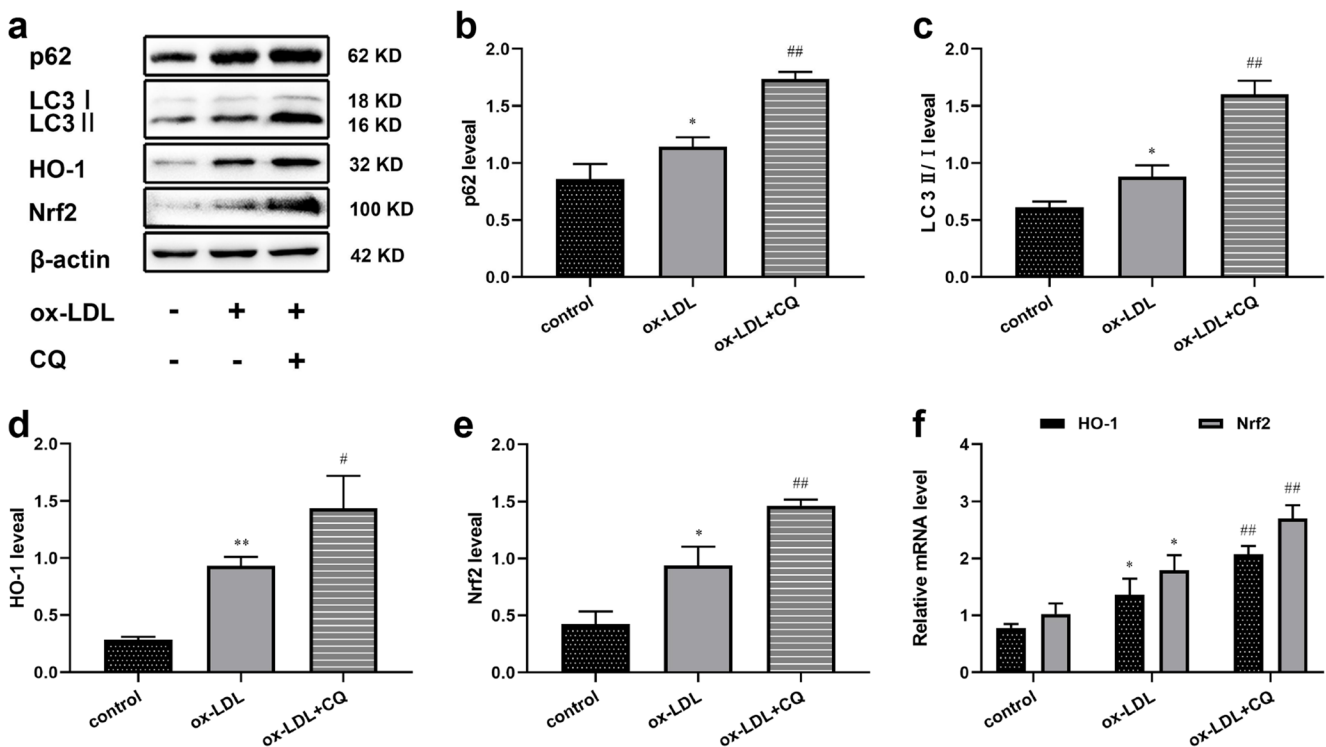 a
p62 62 KD
LC3 Ⅰ 18 KD
LC3 Ⅱ 16 KD
HO-1 32 KD
Nrf2 100 KD
β-actin 42 KD
ox-LDL - + +
CQ - - +
b
p62 leveal
2.0
1.5
1.0
0.5
0.0
*
##
control
ox-LDL
ox-LDL+CQ
c
LC3 Ⅱ/Ⅰ leveal
2.0
1.5
1.0
0.5
0.0
*
##
control
ox-LDL
ox-LDL+CQ
d
HO-1 leveal
2.0
1.5
1.0
0.5
0.0
**
#
control
ox-LDL
ox-LDL+CQ
e
Nrf2 leveal
2.0
1.5
1.0
0.5
0.0
*
##
control
ox-LDL
ox-LDL+CQ
f
HO-1 Nrf2
Relative mRNA level
4
3
2
1
0
*
*
##
##
control
ox-LDL
ox-LDL+CQ